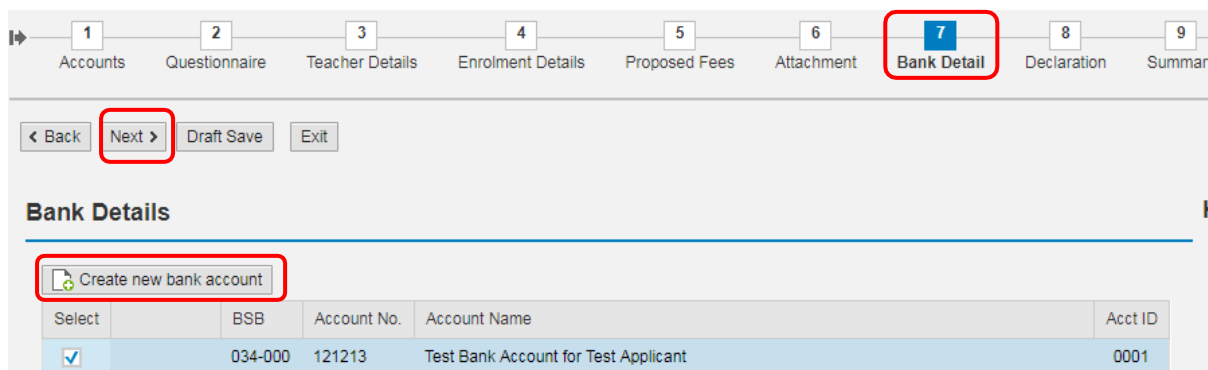 1 2 3 4 5 6 7 8 9
Accounts Questionnaire Teacher Details Enrolment Details Proposed Fees Attachment Bank Detail Declaration Summar
< Back Next > Draft Save Exit
Bank Details
Create new bank account
Select BSB Account No. Account Name Acct ID
034-000 121213 Test Bank Account for Test Applicant 0001